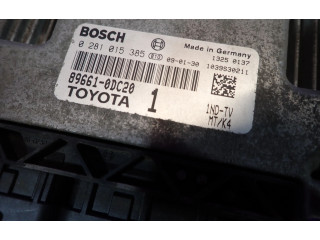 BOSCH
Made in Germany
0 281 015 385
09-01-30
1325 0137
1039S30211
89661-0DC20
TOYOTA 1
1ND-TV
MT/K4